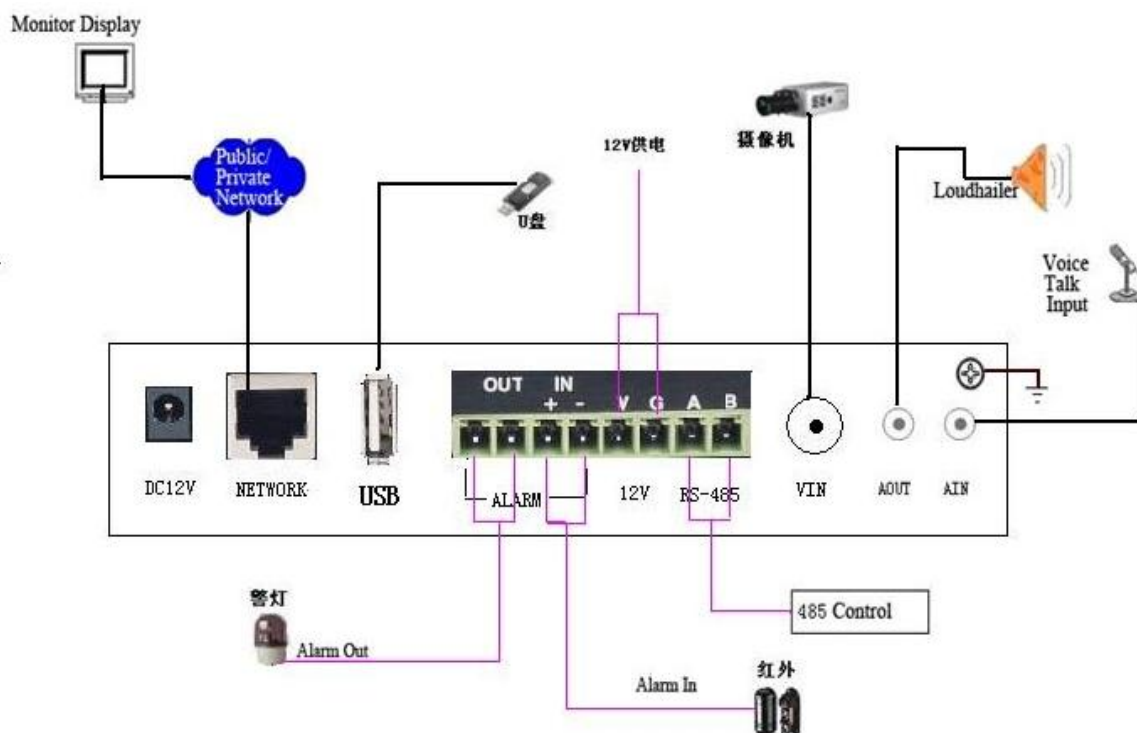 Monitor Display
Public/
Private
Network
U盘
12V供电
摄像机
Loudhailer
Voice
Talk
Input
OUT IN
+ - V G A B
DC12V
NETWORK
USB
ALARM
12V
RS-485
VIN
AOUT
AIN
警灯
Alarm Out
485 Control
Alarm In
红外